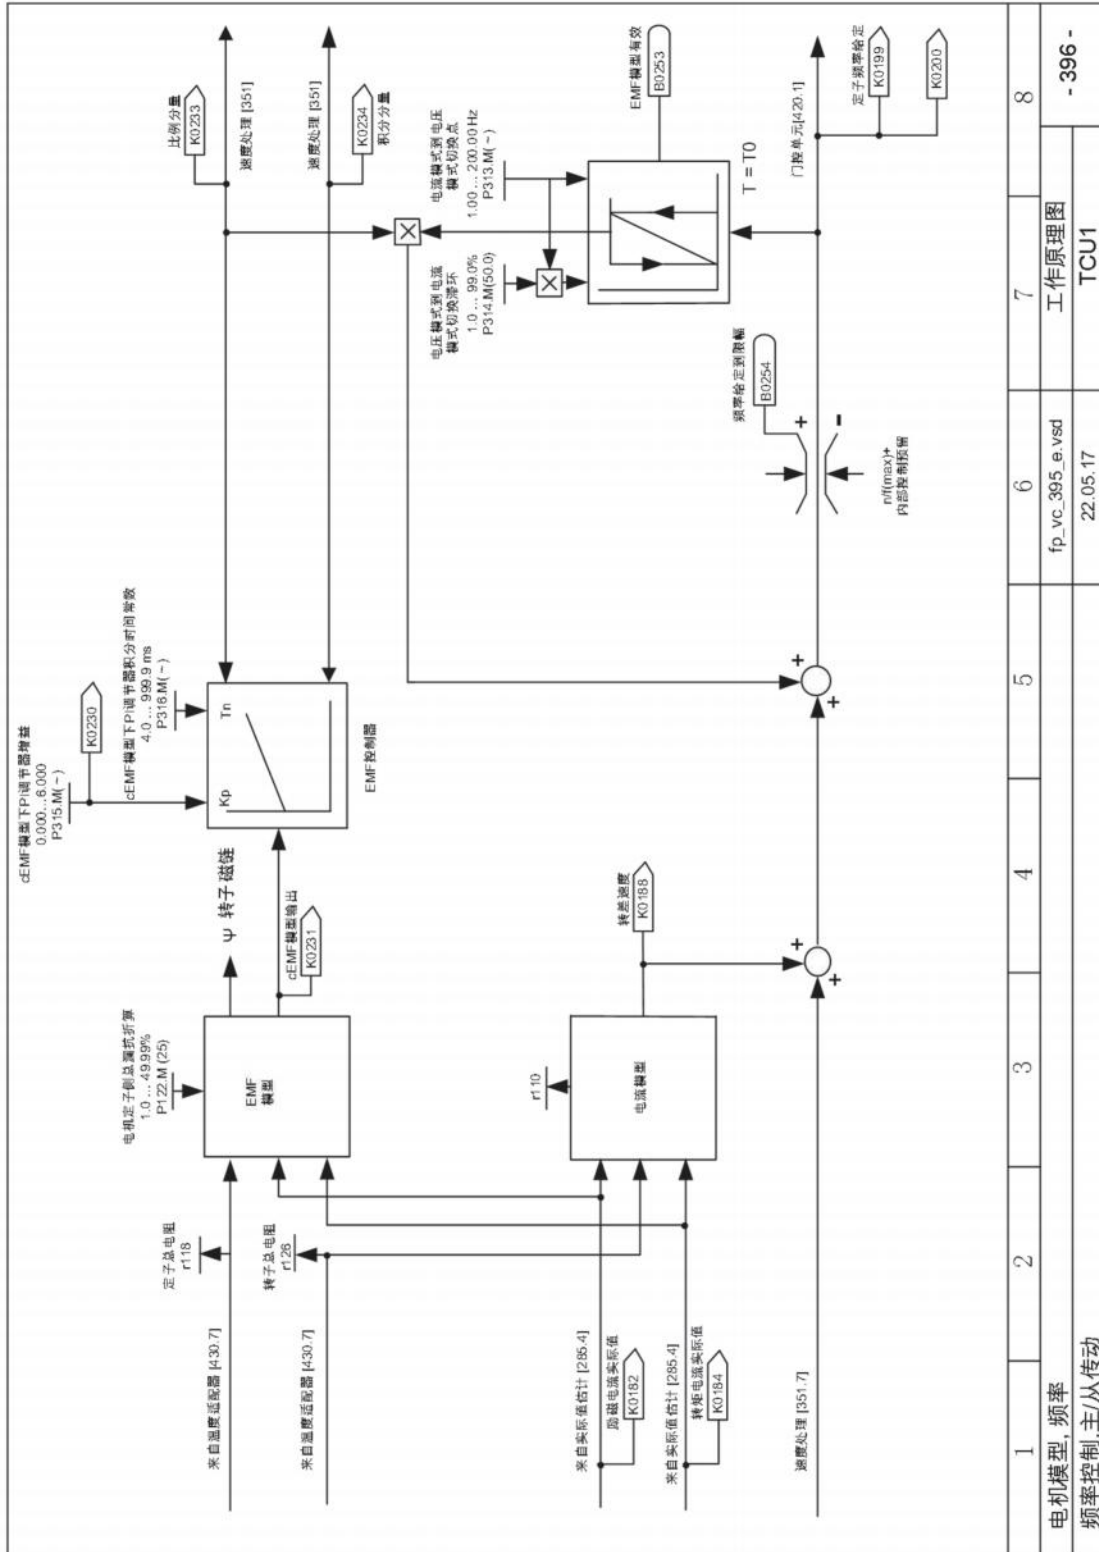 cEMF模型下PI调节器增益
0.000...6.000
P315.M(~)
K0230
cEMF模型下PI调节器积分时间常数
4.0 ... 999.9 ms
P316.M(~)
比例分量
K0233
速度处理 [351]
速度处理 [351]
K0234
积分分量
Kp
Tn
EMF控制器
电机定子侧总漏抗折算
1.0 ... 49.99%
P122.M (25)
Ψ 转子磁链
EMF
模型
cEMF模型输出
K0231
定子总电阻
r118
转子总电阻
r126
来自温度适配器 [430.7]
来自温度适配器 [430.7]
电流模式到电压
模式切换点
1.00 ... 200.00 Hz
P313.M(~)
电压模式到电流
模式切换滞环
1.0 ... 99.0%
P314.M(50.0)
EMF模型有效
B0253
T = T0
r110
电流模型
转差速度
K0188
来自实际值估计 [285.4]
励磁电流实际值
K0182
来自实际值估计 [285.4]
转矩电流实际值
K0184
频率给定到限幅
B0254
+
-
n/f(max)+
内部控制预留
速度处理 [351.7]
+
+
+
+
门控单元[420.1]
定子频率给定
K0199
K0200
1 2 3 4 5 6 7 8
电机模型, 频率
频率控制,主/从传动
fp_vc_395_e.vsd
22.05.17
工作原理图
TCU1
- 396 -